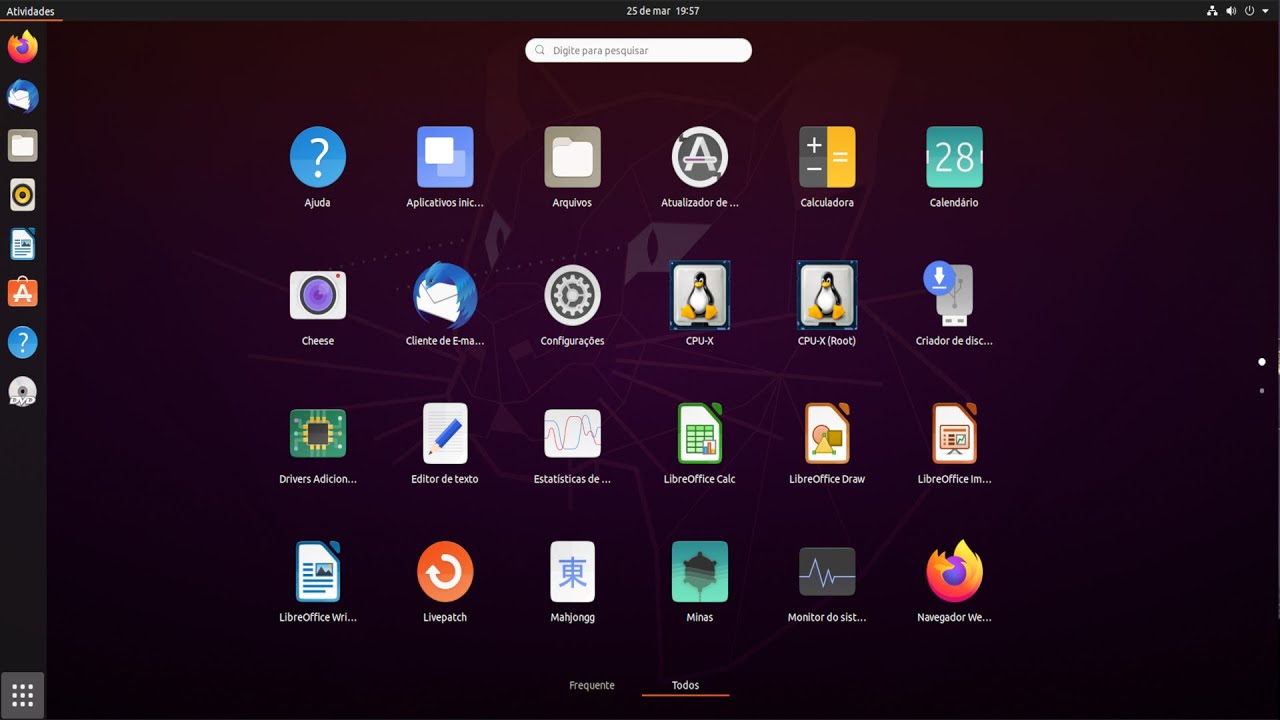 Atividades
25 de mar 19:57
Digite para pesquisar
Ajuda
Aplicativos inic...
Arquivos
Atualizador de ...
Calculadora
28
Calendário
Cheese
Cliente de E-ma...
Configurações
CPU-X
CPU-X (Root)
Criador de disc...
DVD
Drivers Adicion...
Editor de texto
Estatísticas de ...
LibreOffice Calc
LibreOffice Draw
LibreOffice Im...
東
LibreOffice Wri...
Livepatch
Mahjongg
Minas
Monitor do sist...
Navegador We...
Frequente
Todos